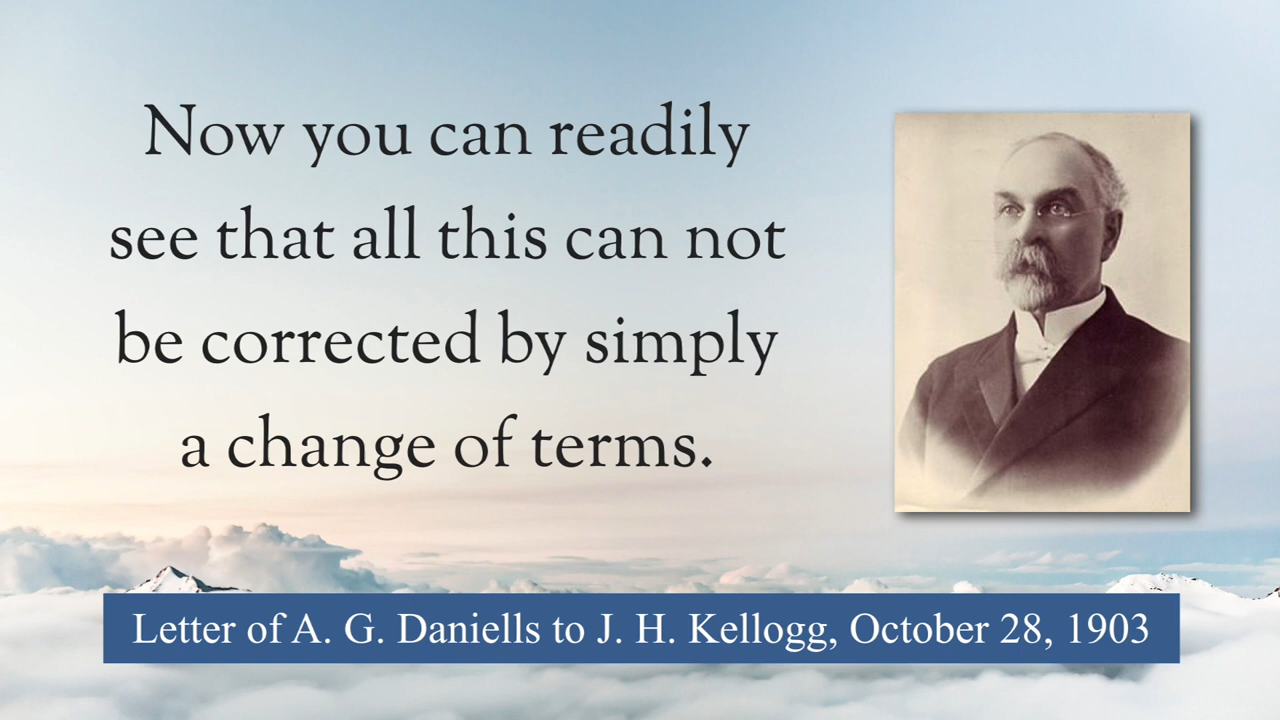 Now you can readily
see that all this can not
be corrected by simply
a change of terms.
Letter of A. G. Daniells to J. H. Kellogg, October 28, 1903